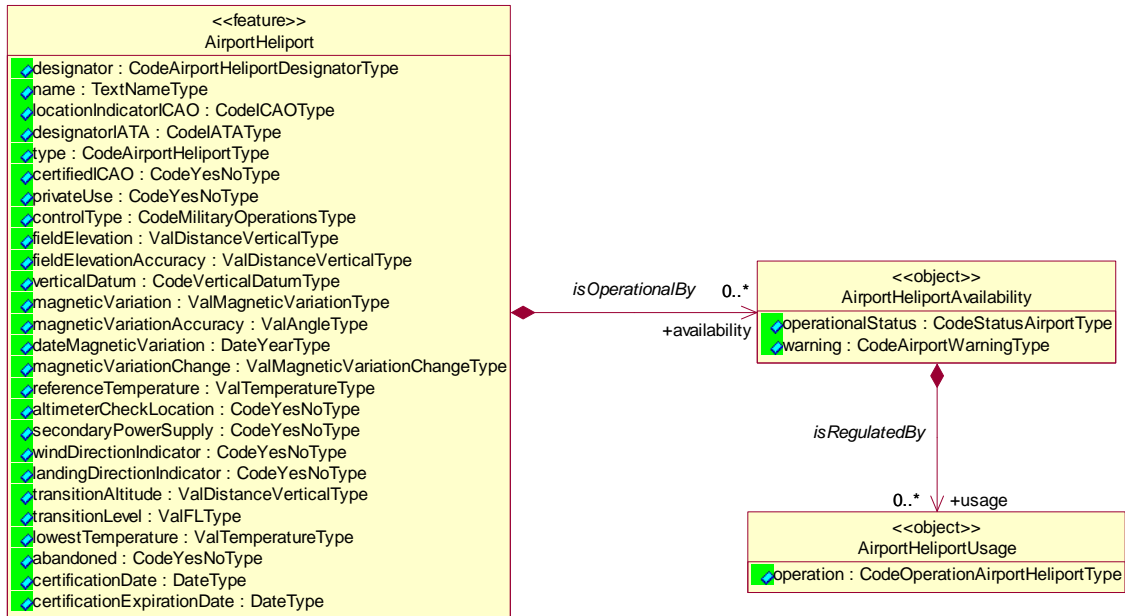 <<feature>>
AirportHeliport
designator : CodeAirportHeliportDesignatorType
name : TextNameType
locationIndicatorICAO : CodeICAOType
designatorIATA : CodeIATAType
type : CodeAirportHeliportType
certifiedICAO : CodeYesNoType
privateUse : CodeYesNoType
controlType : CodeMilitaryOperationsType
fieldElevation : ValDistanceVerticalType
fieldElevationAccuracy : ValDistanceVerticalType
verticalDatum : CodeVerticalDatumType
magneticVariation : ValMagneticVariationType
magneticVariationAccuracy : ValAngleType
dateMagneticVariation : DateYearType
magneticVariationChange : ValMagneticVariationChangeType
referenceTemperature : ValTemperatureType
altimeterCheckLocation : CodeYesNoType
secondaryPowerSupply : CodeYesNoType
windDirectionIndicator : CodeYesNoType
landingDirectionIndicator : CodeYesNoType
transitionAltitude : ValDistanceVerticalType
transitionLevel : ValFLType
lowestTemperature : ValTemperatureType
abandoned : CodeYesNoType
certificationDate : DateType
certificationExpirationDate : DateType
isOperationalBy 0..*
+availability
<<object>>
AirportHeliportAvailability
operationalStatus : CodeStatusAirportType
warning : CodeAirportWarningType
isRegulatedBy
0..* +usage
<<object>>
AirportHeliportUsage
operation : CodeOperationAirportHeliportType